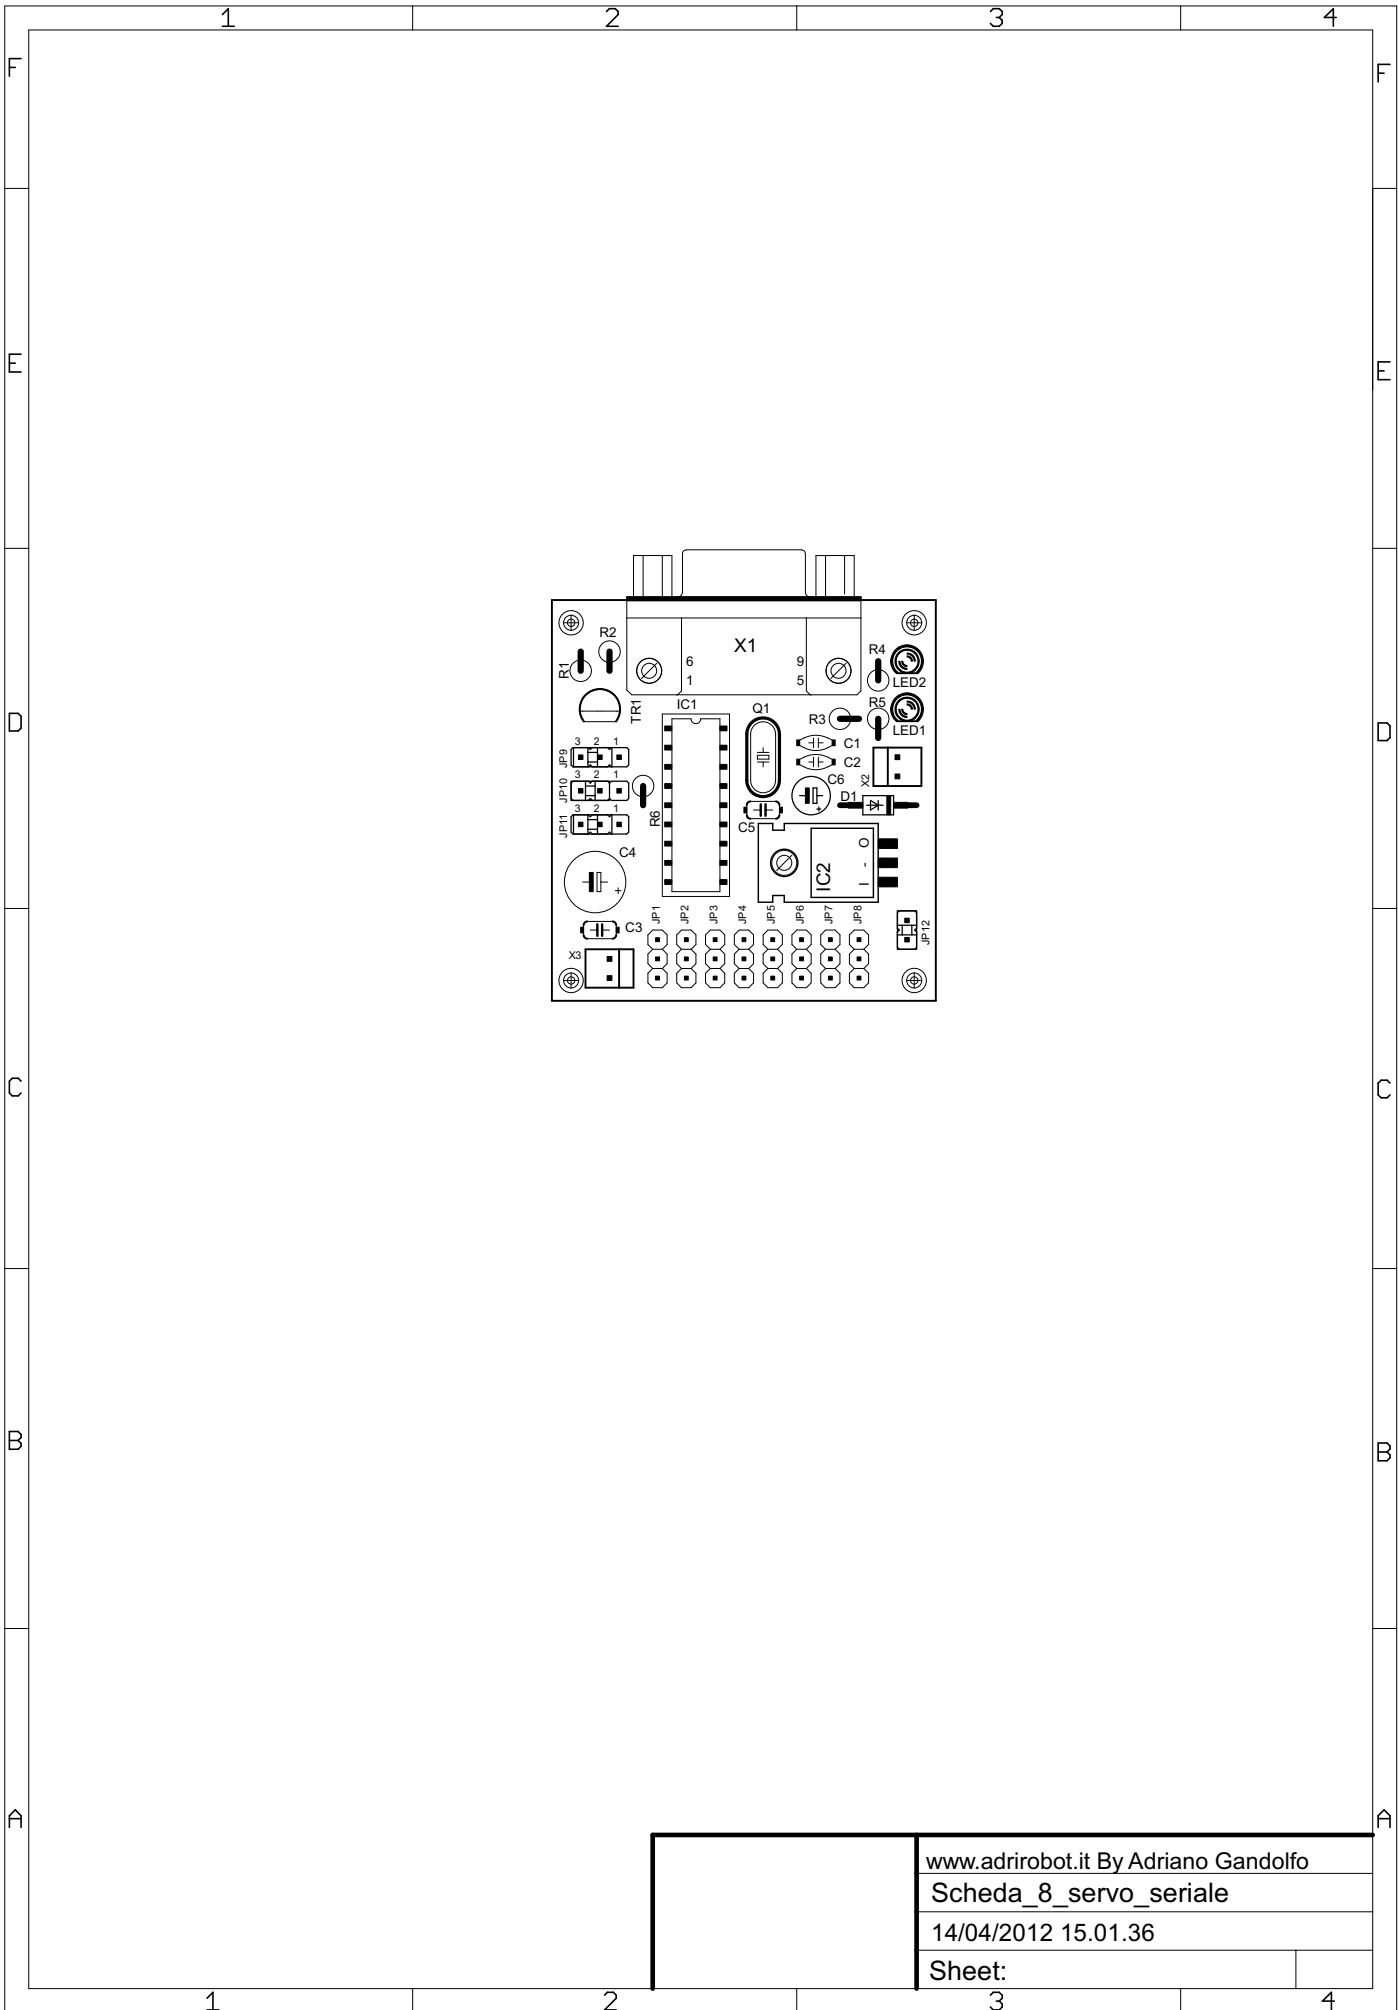 1 2 3 4
F F
E E
R2
X1
R4
R1
6 9
1 5
LED2
TR1
IC1
Q1
R5
R3
LED1
D D
JP9
3 2 1
C1
C2
X2
JP10
3 2 1
C6
D1
R6
JP11
3 2 1
C5
C4
+
+
IC2
O
-
I
JP1 JP2 JP3 JP4 JP5 JP6 JP7 JP8
JP12
C3
X3
C C
B B
A A
www.adrirobot.it By Adriano Gandolfo
Scheda_8_servo_seriale
14/04/2012 15.01.36
Sheet:
1 2 3 4